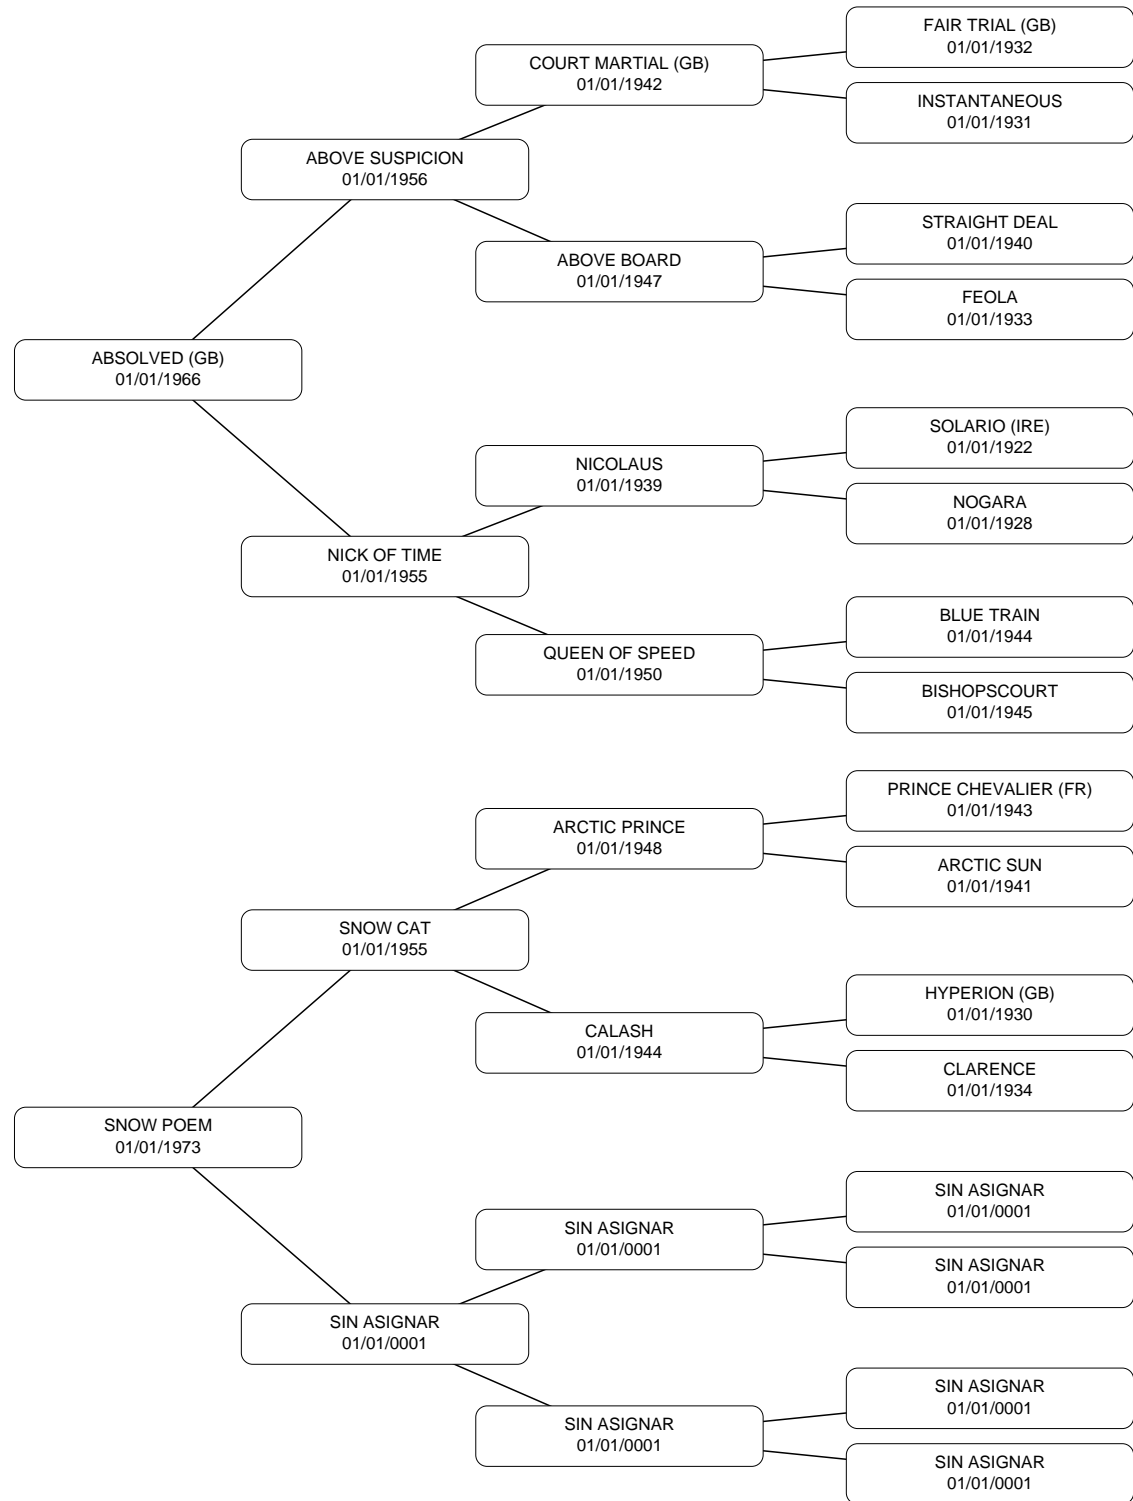 FAIR TRIAL (GB)
01/01/1932
COURT MARTIAL (GB)
01/01/1942
INSTANTANEOUS
01/01/1931
ABOVE SUSPICION
01/01/1956
STRAIGHT DEAL
01/01/1940
ABOVE BOARD
01/01/1947
FEOLA
01/01/1933
ABSOLVED (GB)
01/01/1966
SOLARIO (IRE)
01/01/1922
NICOLAUS
01/01/1939
NOGARA
01/01/1928
NICK OF TIME
01/01/1955
BLUE TRAIN
01/01/1944
QUEEN OF SPEED
01/01/1950
BISHOPSCOURT
01/01/1945
PRINCE CHEVALIER (FR)
01/01/1943
ARCTIC PRINCE
01/01/1948
ARCTIC SUN
01/01/1941
SNOW CAT
01/01/1955
HYPERION (GB)
01/01/1930
CALASH
01/01/1944
CLARENCE
01/01/1934
SNOW POEM
01/01/1973
SIN ASIGNAR
01/01/0001
SIN ASIGNAR
01/01/0001
SIN ASIGNAR
01/01/0001
SIN ASIGNAR
01/01/0001
SIN ASIGNAR
01/01/0001
SIN ASIGNAR
01/01/0001
SIN ASIGNAR
01/01/0001